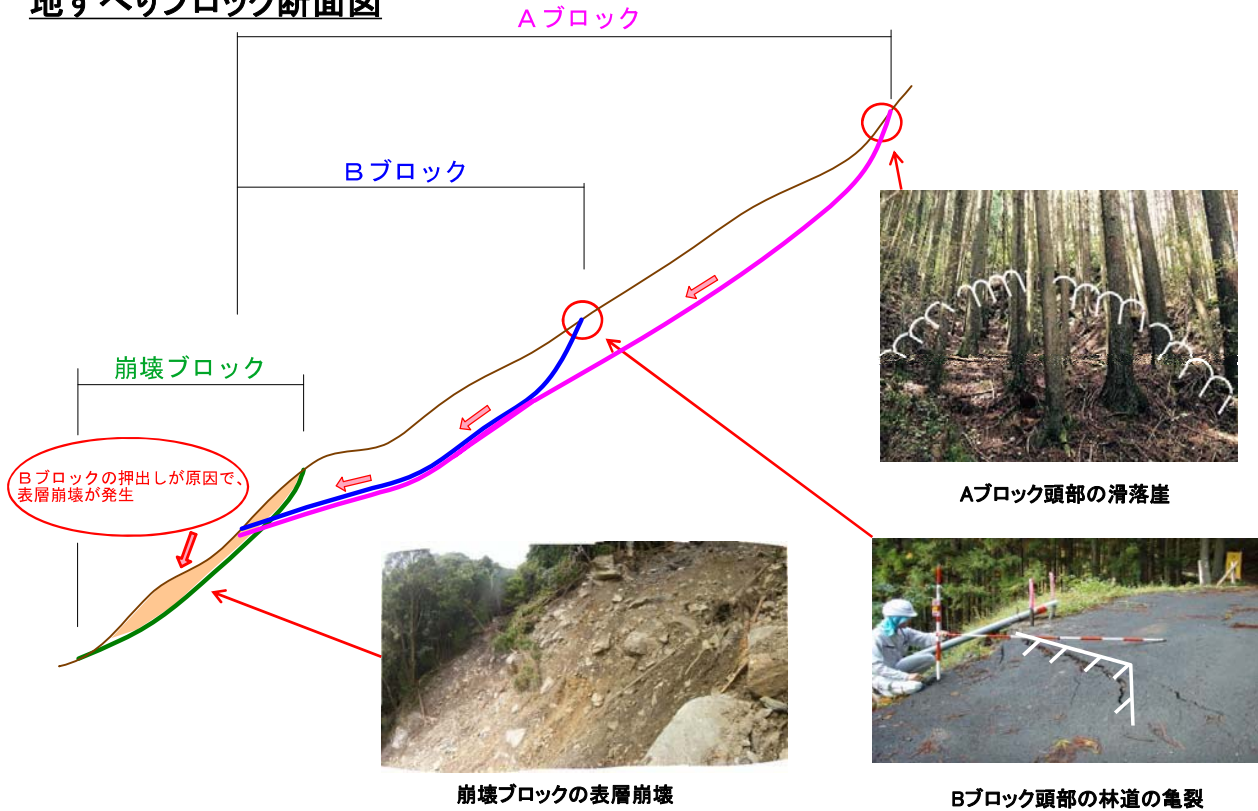 地すべりブロック断面図
Aブロック
Bブロック
崩壊ブロック
Bブロックの押出しが原因で、
表層崩壊が発生
Aブロック頭部の滑落崖
崩壊ブロックの表層崩壊
Bブロック頭部の林道の亀裂